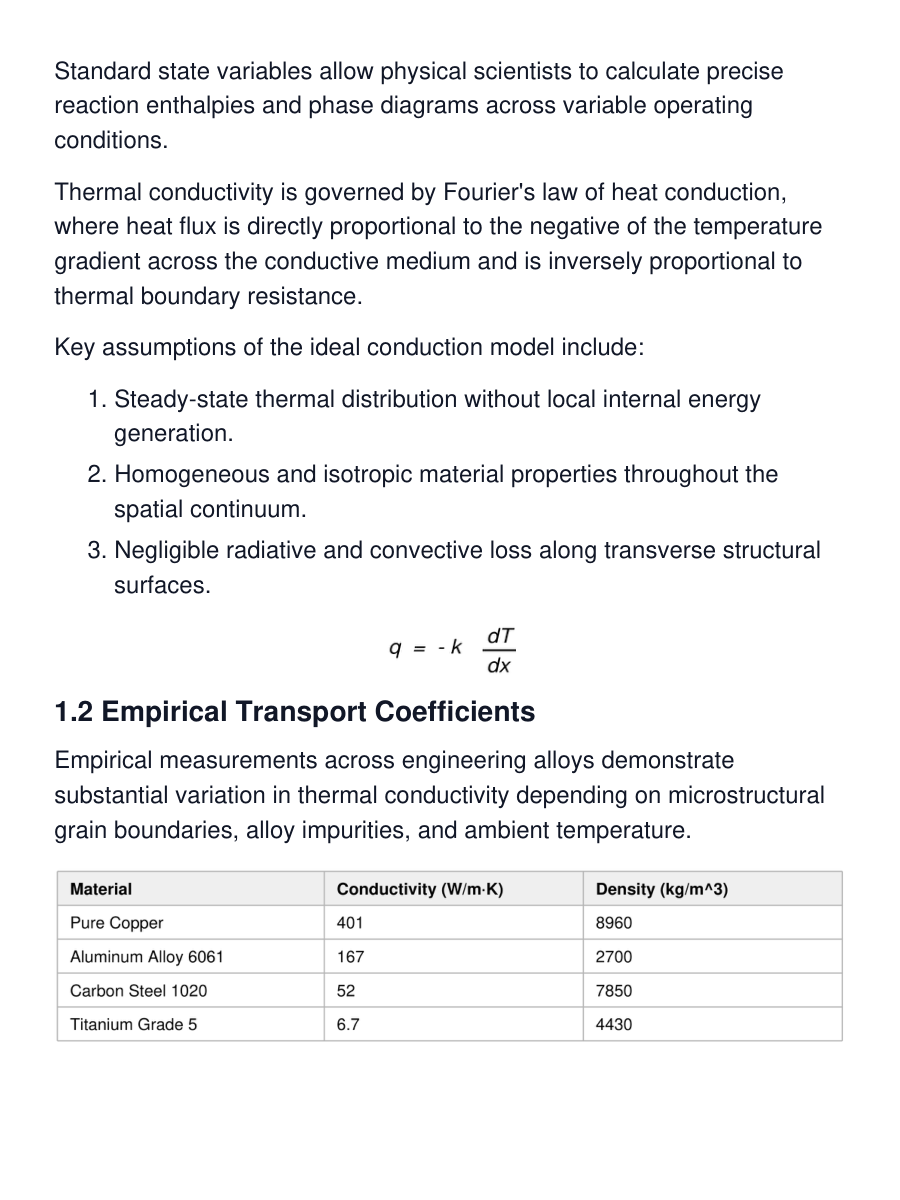 Standard state variables allow physical scientists to calculate precise
reaction enthalpies and phase diagrams across variable operating
conditions.
Thermal conductivity is governed by Fourier's law of heat conduction,
where heat flux is directly proportional to the negative of the temperature
gradient across the conductive medium and is inversely proportional to
thermal boundary resistance.
Key assumptions of the ideal conduction model include:
1. Steady-state thermal distribution without local internal energy
generation.
2. Homogeneous and isotropic material properties throughout the
spatial continuum.
3. Negligible radiative and convective loss along transverse structural
surfaces.
q = - k dT/dx
1.2 Empirical Transport Coefficients
Empirical measurements across engineering alloys demonstrate
substantial variation in thermal conductivity depending on microstructural
grain boundaries, alloy impurities, and ambient temperature.
Material Conductivity (W/m·K) Density (kg/m^3)
Pure Copper 401 8960
Aluminum Alloy 6061 167 2700
Carbon Steel 1020 52 7850
Titanium Grade 5 6.7 4430